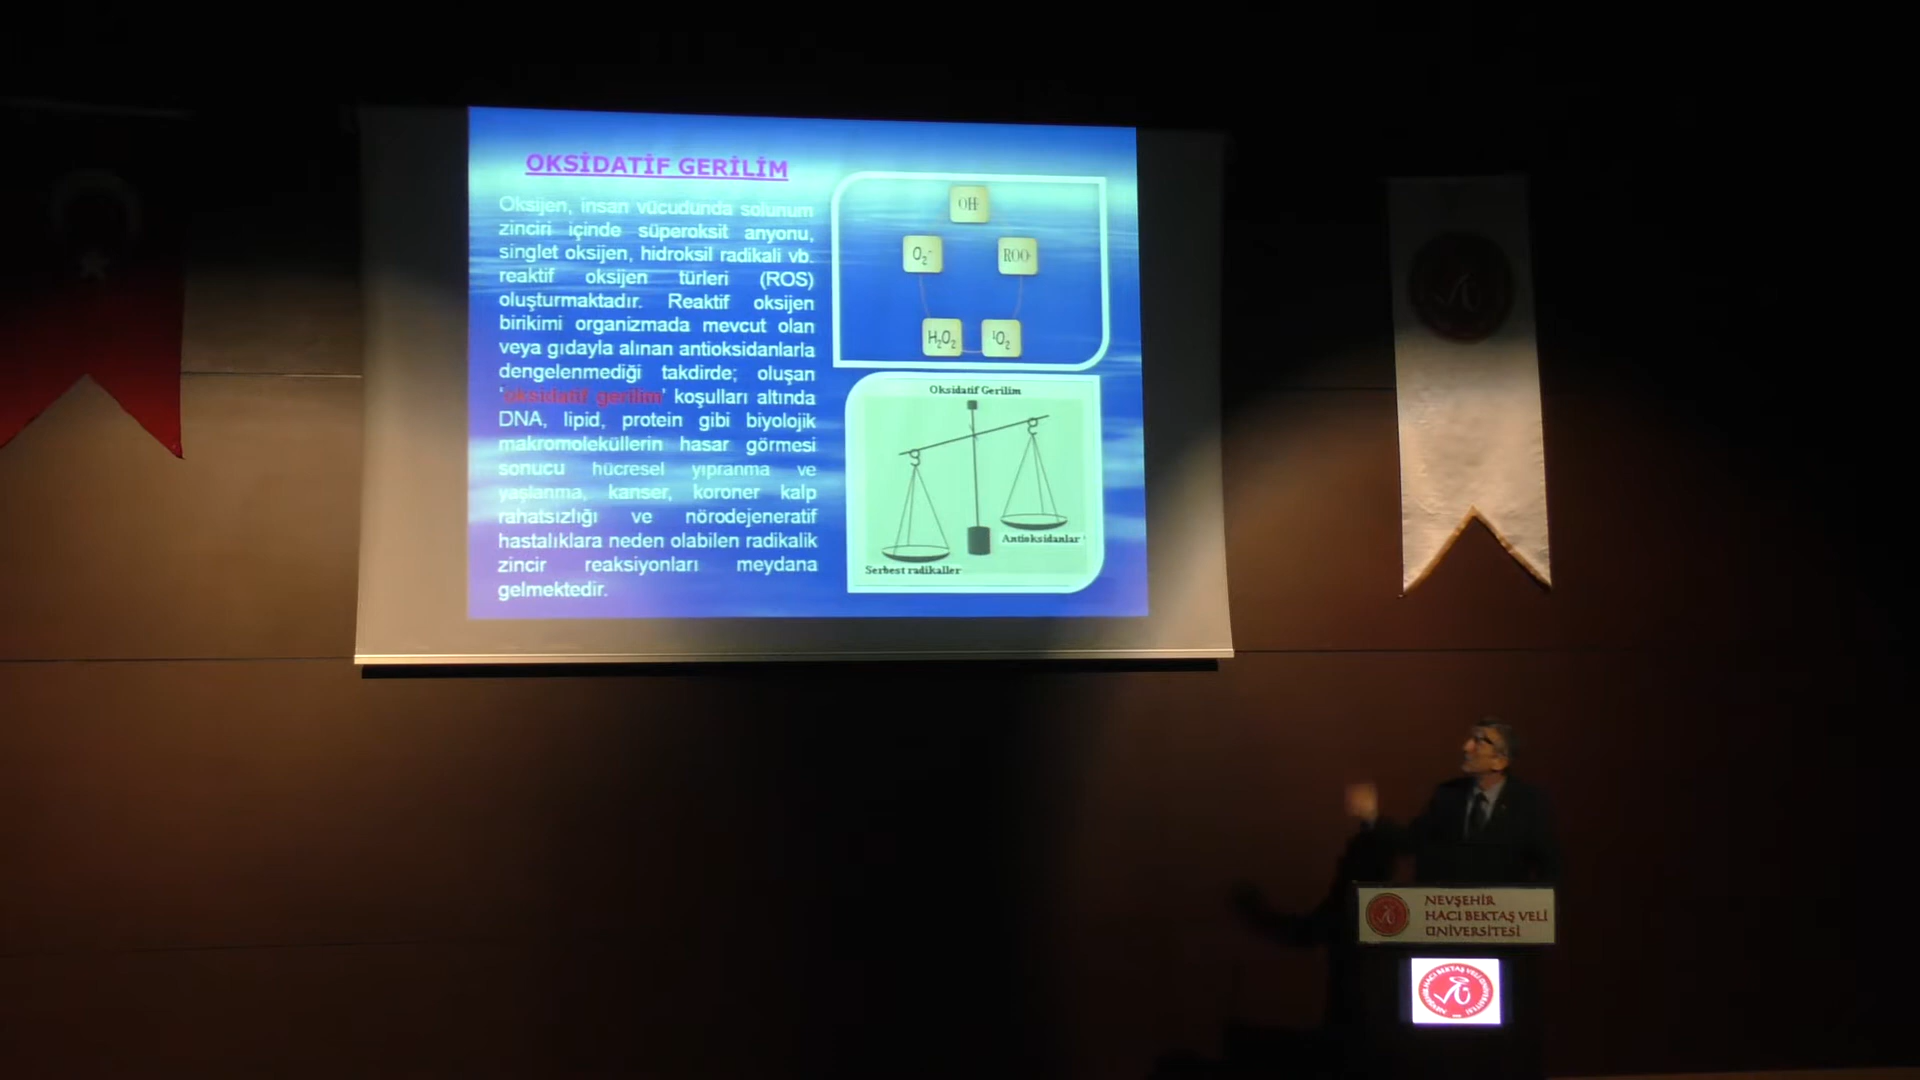 OKSİDATİF GERİLİM
Oksijen, insan vücudunda solunum
zinciri içinde süperoksit anyonu,
singlet oksijen, hidroksil radikali vb.
reaktif oksijen türleri (ROS)
oluşturmaktadır. Reaktif oksijen
birikimi organizmada mevcut olan
veya gıdayla alınan antioksidanlarla
dengelenmediği takdirde; oluşan
'oksidatif gerilim' koşulları altında
DNA, lipid, protein gibi biyolojik
makromoleküllerin hasar görmesi
sonucu hücresel yıpranma ve
yaşlanma, kanser, koroner kalp
rahatsızlığı ve nörodejeneratif
hastalıklara neden olabilen radikalik
zincir reaksiyonları meydana
gelmektedir.
OH·
O₂·⁻
ROO·
H₂O₂
¹O₂
Oksidatif Gerilim
Antioksidanlar
Serbest radikaller
NEVŞEHİR
HACI BEKTAŞ VELİ
ÜNİVERSİTESİ